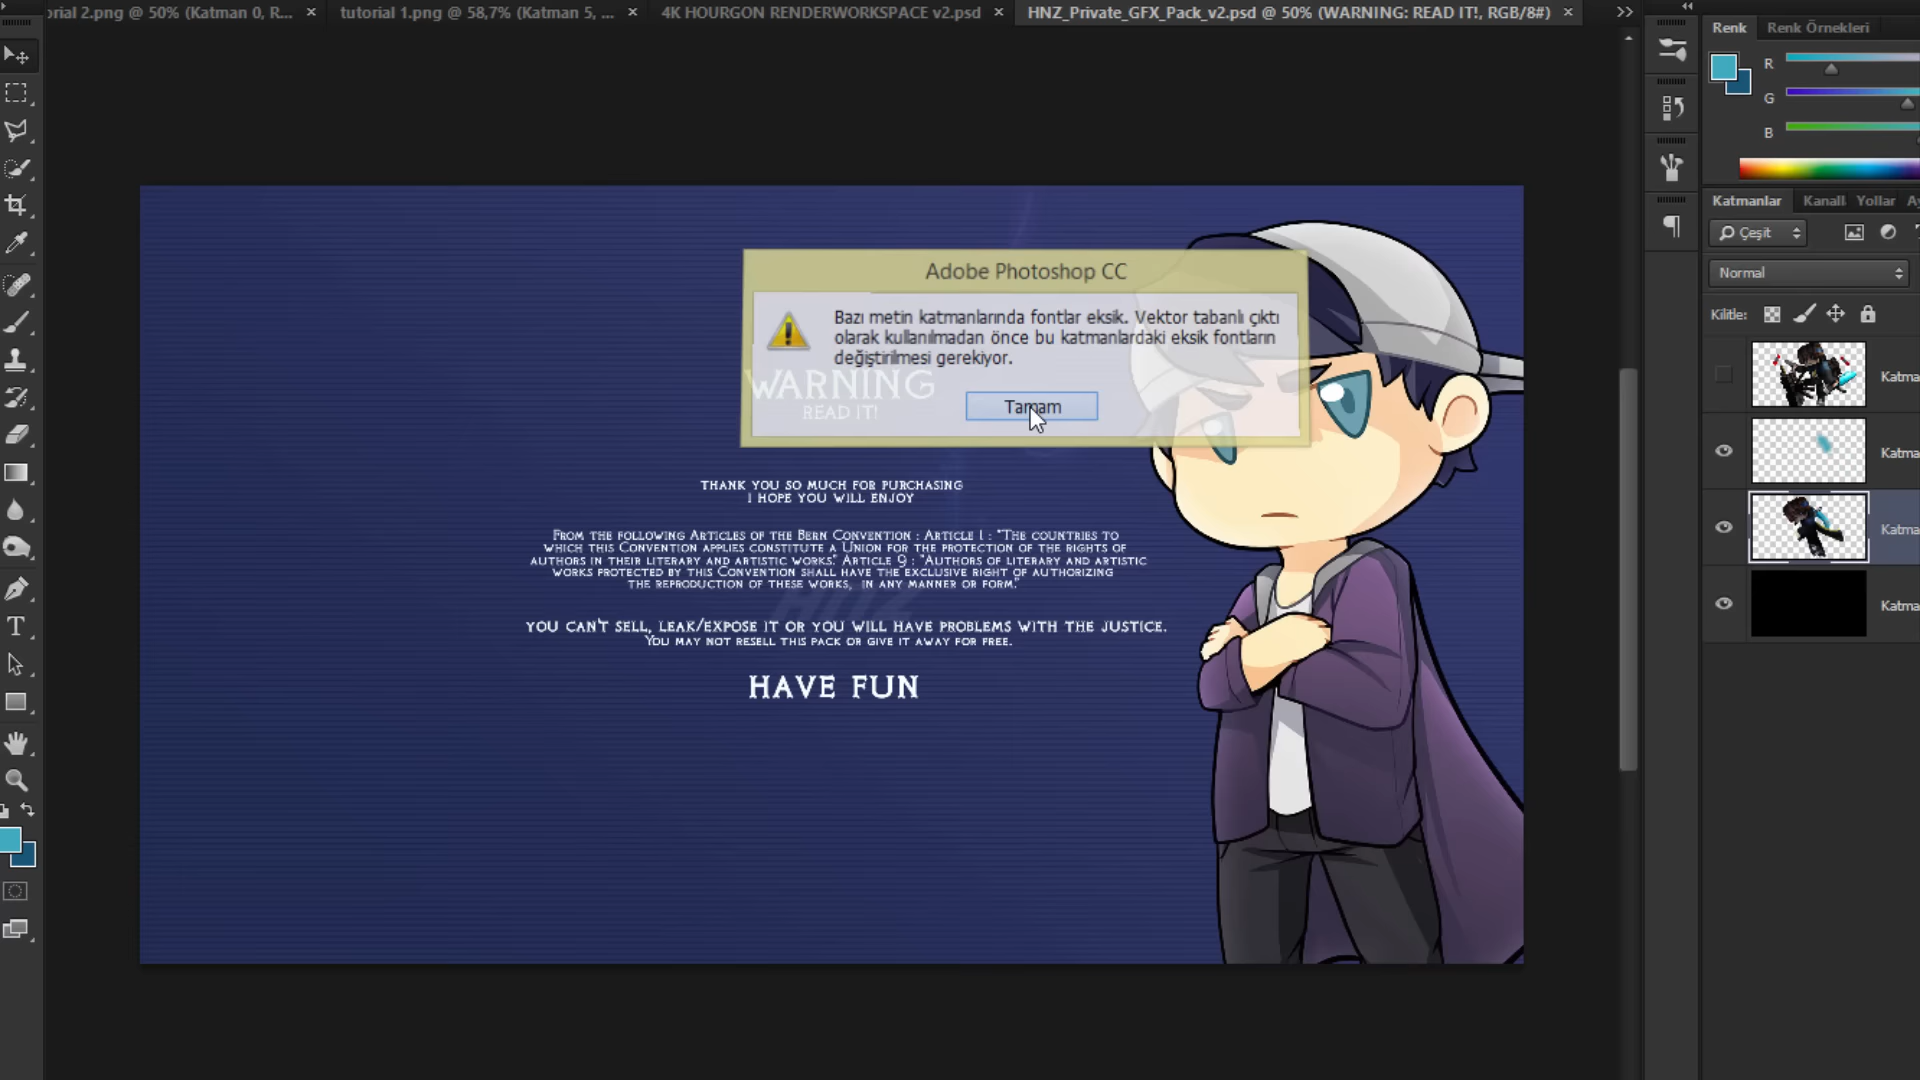 orial 2.png @ 50% (Katman 0, R... × tutorial 1.png @ 58,7% (Katman 5, ... × 4K HOURGON RENDERWORKSPACE v2.psd × HNZ_Private_GFX_Pack_v2.psd @ 50% (WARNING: READ IT!, RGB/8#) ×
Renk Renk Örnekleri
R
G
B
Katmanlar Kanall Yollar
Çeşit
Normal
Kilitle:
Katma
Katma
Katma
Katma
Adobe Photoshop CC
Bazı metin katmanlarında fontlar eksik. Vektor tabanlı çıktı
olarak kullanılmadan önce bu katmanlardaki eksik fontların
değiştirilmesi gerekiyor.
Tamam
WARNING
READ IT!
THANK YOU SO MUCH FOR PURCHASING
I HOPE YOU WILL ENJOY
FROM THE FOLLOWING ARTICLES OF THE BERN CONVENTION : ARTICLE 1 : "THE COUNTRIES TO
WHICH THIS CONVENTION APPLIES CONSTITUTE A UNION FOR THE PROTECTION OF THE RIGHTS OF
AUTHORS IN THEIR LITERARY AND ARTISTIC WORKS." ARTICLE 9 : "AUTHORS OF LITERARY AND ARTISTIC
WORKS PROTECTED BY THIS CONVENTION SHALL HAVE THE EXCLUSIVE RIGHT OF AUTHORIZING
THE REPRODUCTION OF THESE WORKS, IN ANY MANNER OR FORM."
HNZ
YOU CAN'T SELL, LEAK/EXPOSE IT OR YOU WILL HAVE PROBLEMS WITH THE JUSTICE.
YOU MAY NOT RESELL THIS PACK OR GIVE IT AWAY FOR FREE.
HAVE FUN